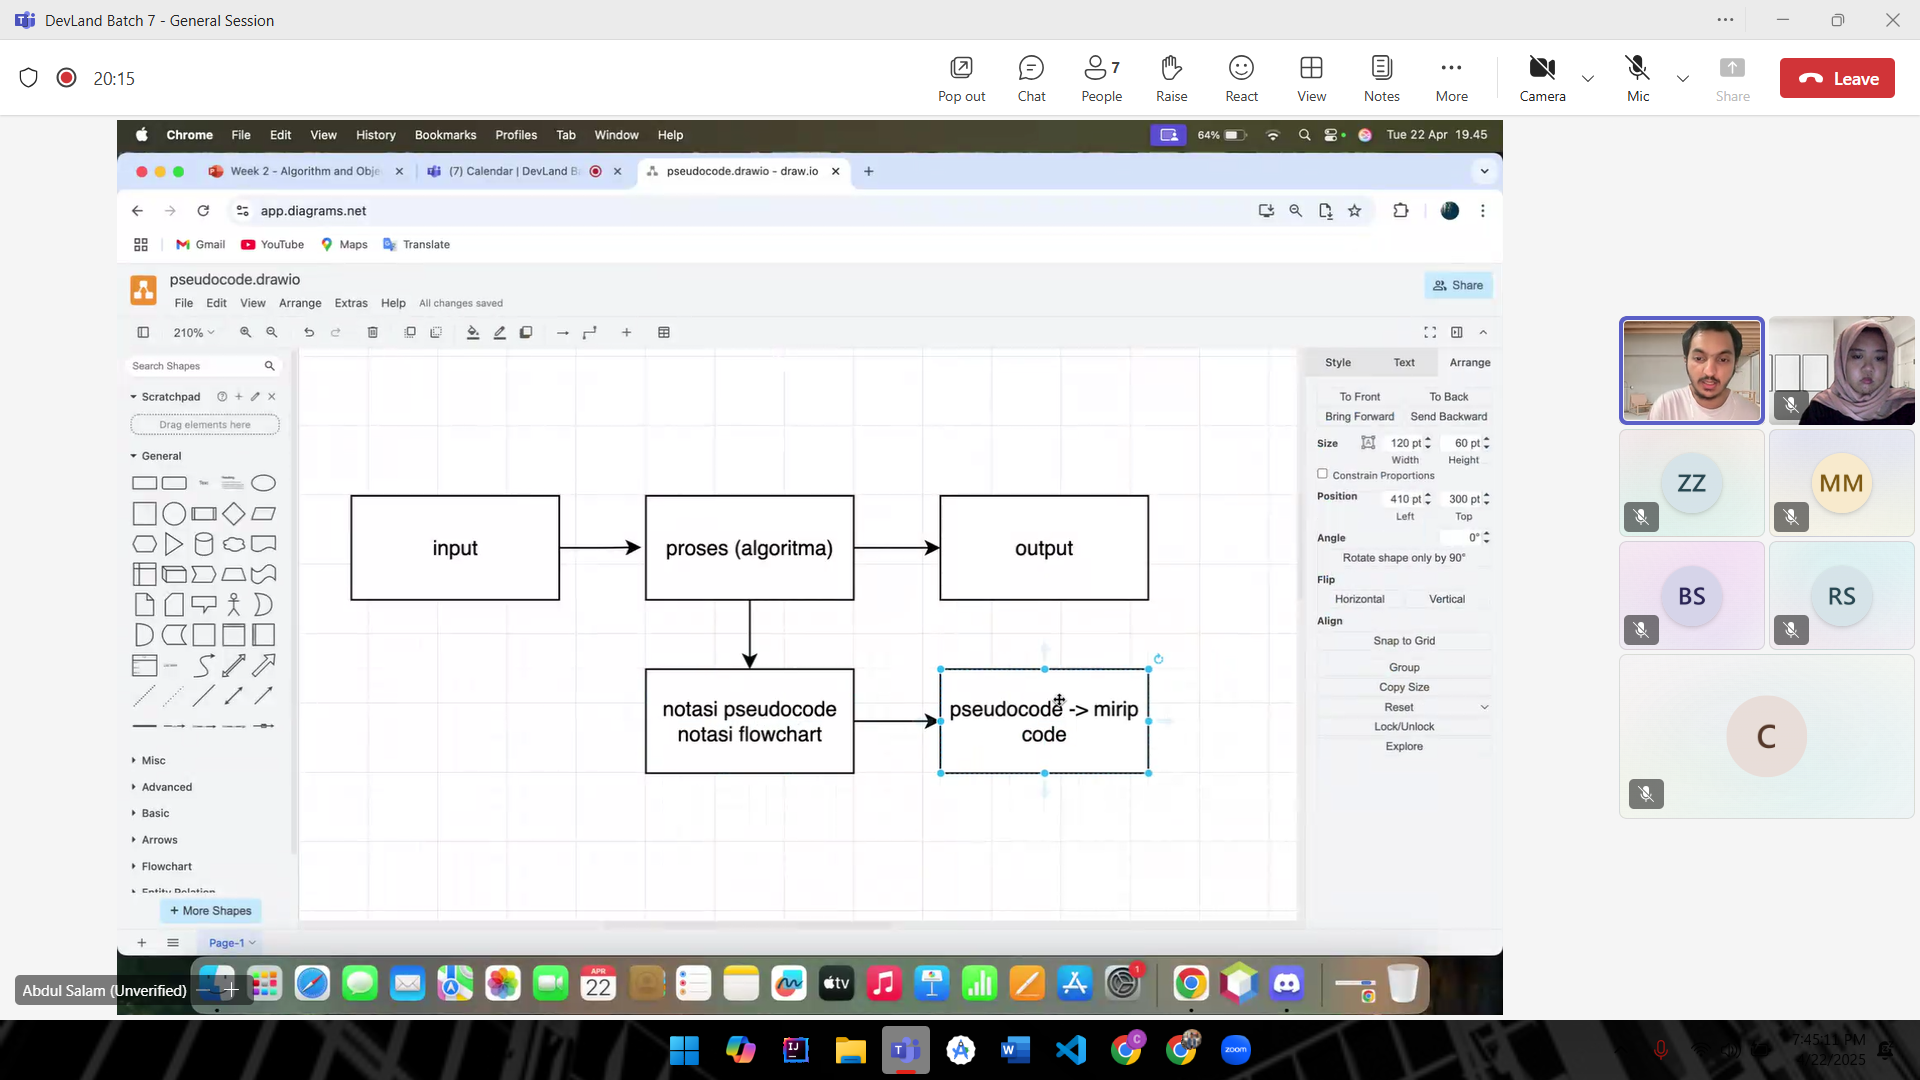 DevLand Batch 7 - General Session
20:15
Pop out
Chat
7
People
Raise
React
View
Notes
More
Camera
Mic
Share
Leave
Chrome File Edit View History Bookmarks Profiles Tab Window Help
64%
Tue 22 Apr 19.45
Week 2 - Algorithm and Obje
(7) Calendar | DevLand Ba
pseudocode.drawio - draw.io
app.diagrams.net
Gmail
YouTube
Maps
Translate
pseudocode.drawio
File Edit View Arrange Extras Help All changes saved
Share
210%
Search Shapes
Scratchpad
Drag elements here
General
Misc
Advanced
Basic
Arrows
Flowchart
Entity Relation
+ More Shapes
Page-1
input
proses (algoritma)
output
notasi pseudocode
notasi flowchart
pseudocode -> mirip
code
Style Text Arrange
To Front To Back
Bring Forward Send Backward
Size 120 pt 60 pt
Width Height
Constrain Proportions
Position 410 pt 300 pt
Left Top
Angle 0°
Rotate shape only by 90°
Flip
Horizontal Vertical
Align
Snap to Grid
Group
Copy Size
Reset
Lock/Unlock
Explore
ZZ
MM
BS
RS
C
Abdul Salam (Unverified)
APR
22
tv
1
zoom
7:45:11 PM
4/22/2025